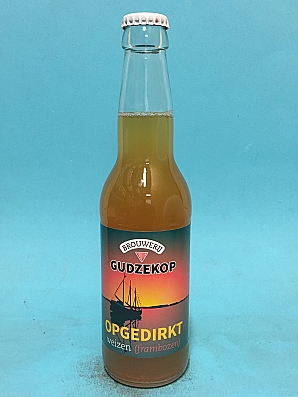 BROUWERIJ
GUDZEKOP
OPGEDIRKT
weizen (frambozen)